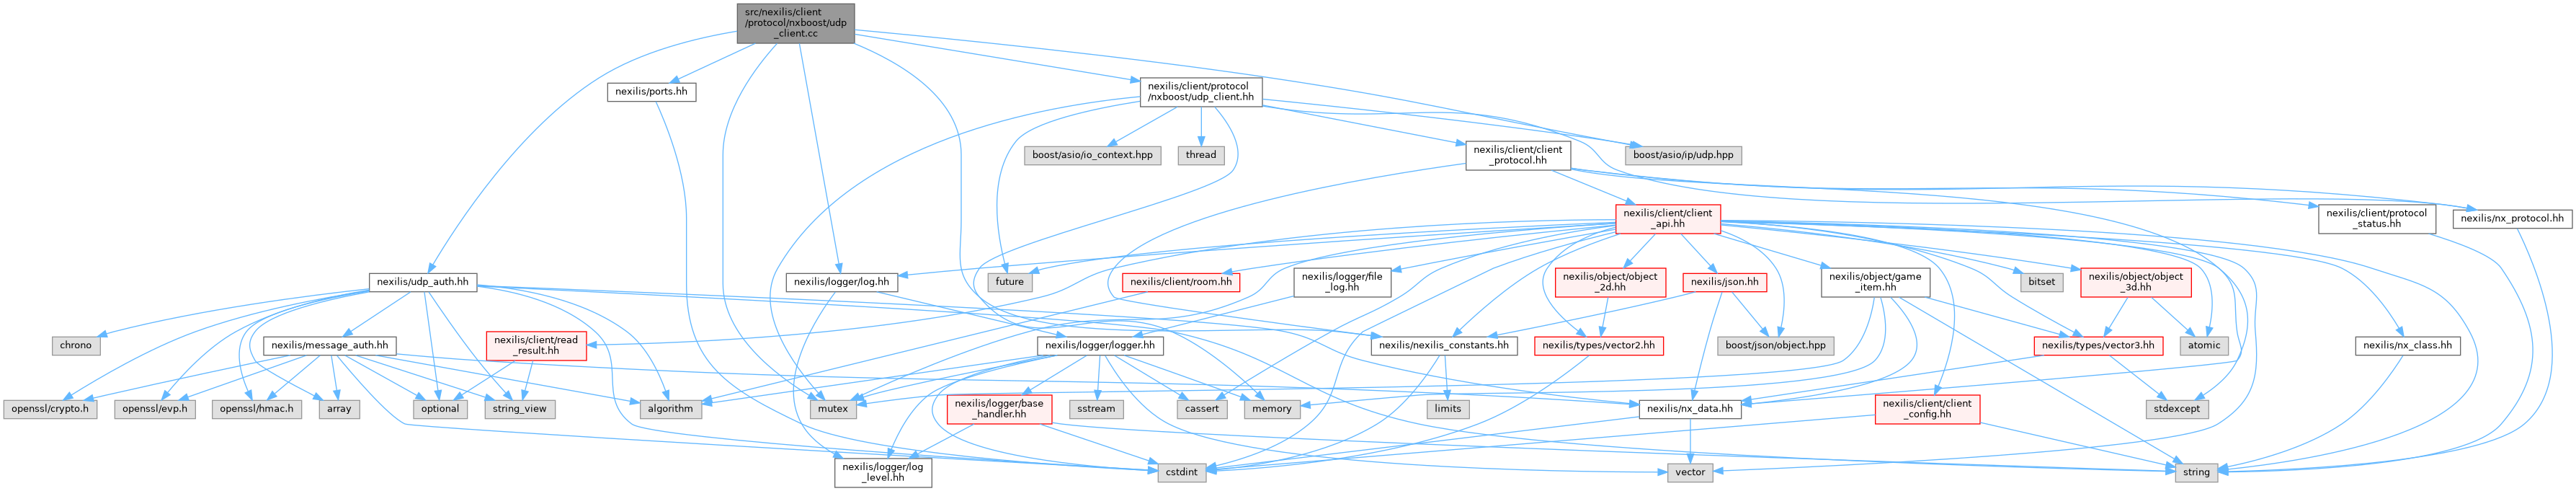 src/nexilis/client
/protocol/nxboost/udp
_client.cc
nexilis/ports.hh
nexilis/client/protocol
/nxboost/udp_client.hh
boost/asio/io_context.hpp
thread
nexilis/client/client
_protocol.hh
boost/asio/ip/udp.hpp
nexilis/client/client
_api.hh
nexilis/client/protocol
_status.hh
nexilis/nx_protocol.hh
nexilis/udp_auth.hh
nexilis/logger/log.hh
future
nexilis/client/room.hh
nexilis/logger/file
_log.hh
nexilis/object/object
_2d.hh
nexilis/json.hh
nexilis/object/game
_item.hh
bitset
nexilis/object/object
_3d.hh
chrono
nexilis/message_auth.hh
nexilis/client/read
_result.hh
nexilis/logger/logger.hh
nexilis/nexilis_constants.hh
nexilis/types/vector2.hh
boost/json/object.hpp
nexilis/types/vector3.hh
atomic
nexilis/nx_class.hh
openssl/crypto.h
openssl/evp.h
openssl/hmac.h
array
optional
string_view
algorithm
mutex
nexilis/logger/base
_handler.hh
sstream
cassert
memory
limits
nexilis/nx_data.hh
nexilis/client/client
_config.hh
stdexcept
nexilis/logger/log
_level.hh
cstdint
vector
string